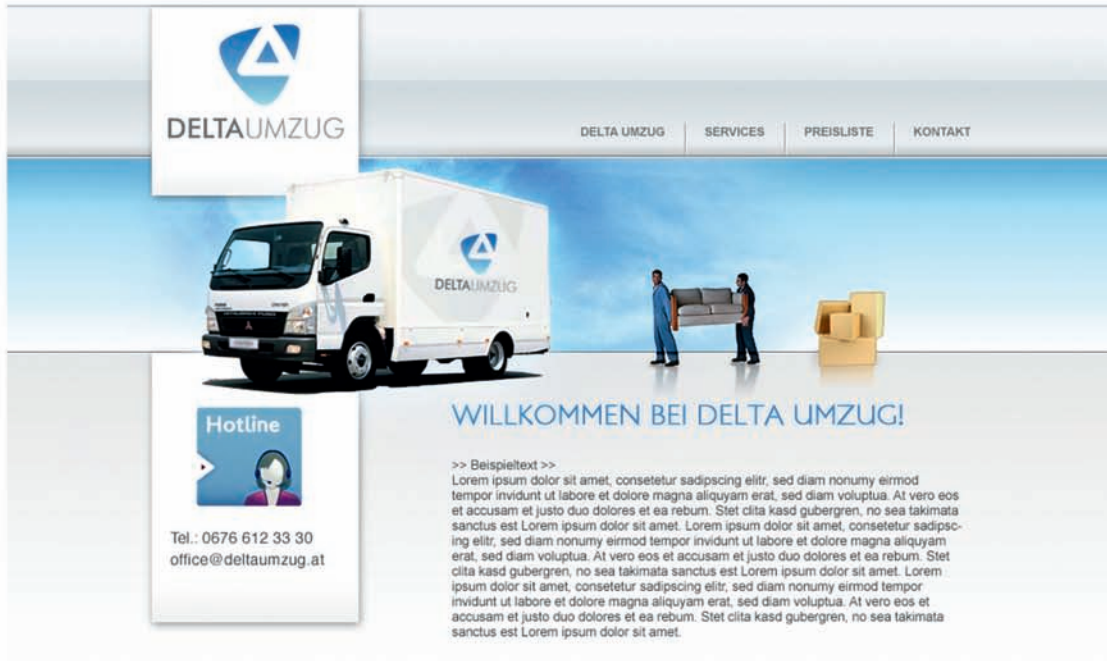 DELTAUMZUG
DELTA UMZUG
SERVICES
PREISLISTE
KONTAKT
DELTAUMZUG
WILLKOMMEN BEI DELTA UMZUG!
Hotline
>> Beispieltext >>
Lorem ipsum dolor sit amet, consetetur sadipscing elitr, sed diam nonumy eirmod
tempor invidunt ut labore et dolore magna aliquyam erat, sed diam voluptua. At vero eos
et accusam et justo duo dolores et ea rebum. Stet clita kasd gubergren, no sea takimata
sanctus est Lorem ipsum dolor sit amet. Lorem ipsum dolor sit amet, consetetur sadipsc-
ing elitr, sed diam nonumy eirmod tempor invidunt ut labore et dolore magna aliquyam
erat, sed diam voluptua. At vero eos et accusam et justo duo dolores et ea rebum. Stet
clita kasd gubergren, no sea takimata sanctus est Lorem ipsum dolor sit amet. Lorem
ipsum dolor sit amet, consetetur sadipscing elitr, sed diam nonumy eirmod tempor
invidunt ut labore et dolore magna aliquyam erat, sed diam voluptua. At vero eos et
accusam et justo duo dolores et ea rebum. Stet clita kasd gubergren, no sea takimata
sanctus est Lorem ipsum dolor sit amet.
Tel.: 0676 612 33 30
office@deltaumzug.at